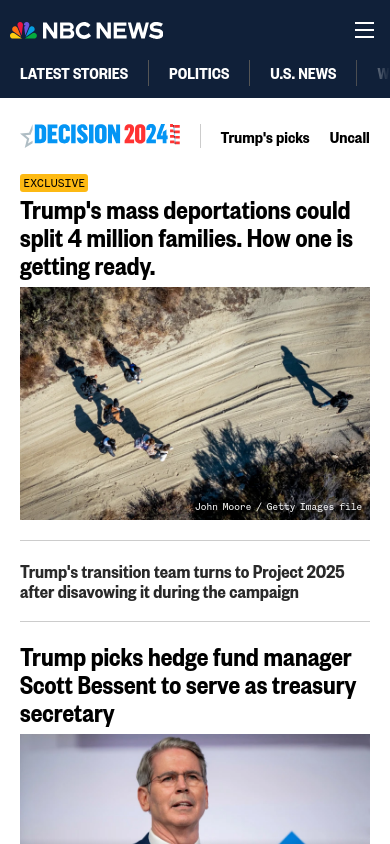 NBC NEWS
LATEST STORIES
POLITICS
U.S. NEWS
DECISION 2024
Trump's picks
Uncall
EXCLUSIVE
Trump's mass deportations could
split 4 million families. How one is
getting ready.
John Moore / Getty Images file
Trump's transition team turns to Project 2025
after disavowing it during the campaign
Trump picks hedge fund manager
Scott Bessent to serve as treasury
secretary